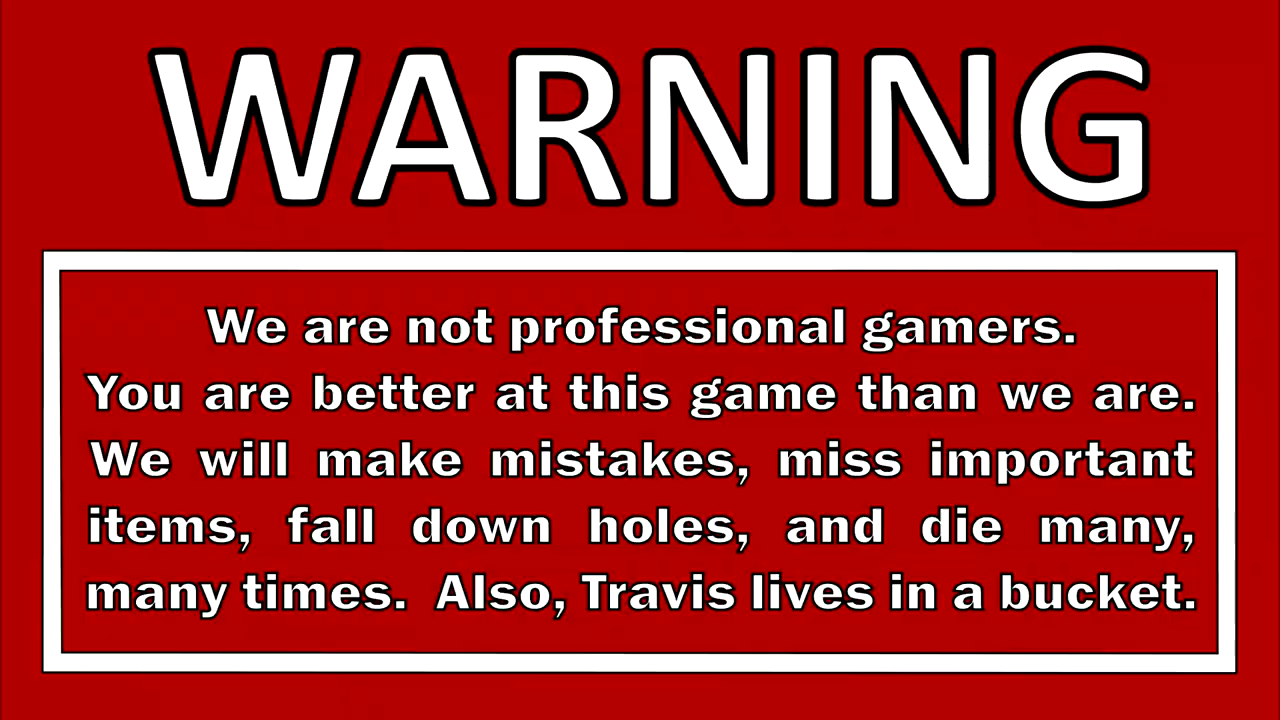 WARNING
We are not professional gamers.
You are better at this game than we are.
We will make mistakes, miss important
items, fall down holes, and die many,
many times.  Also, Travis lives in a bucket.